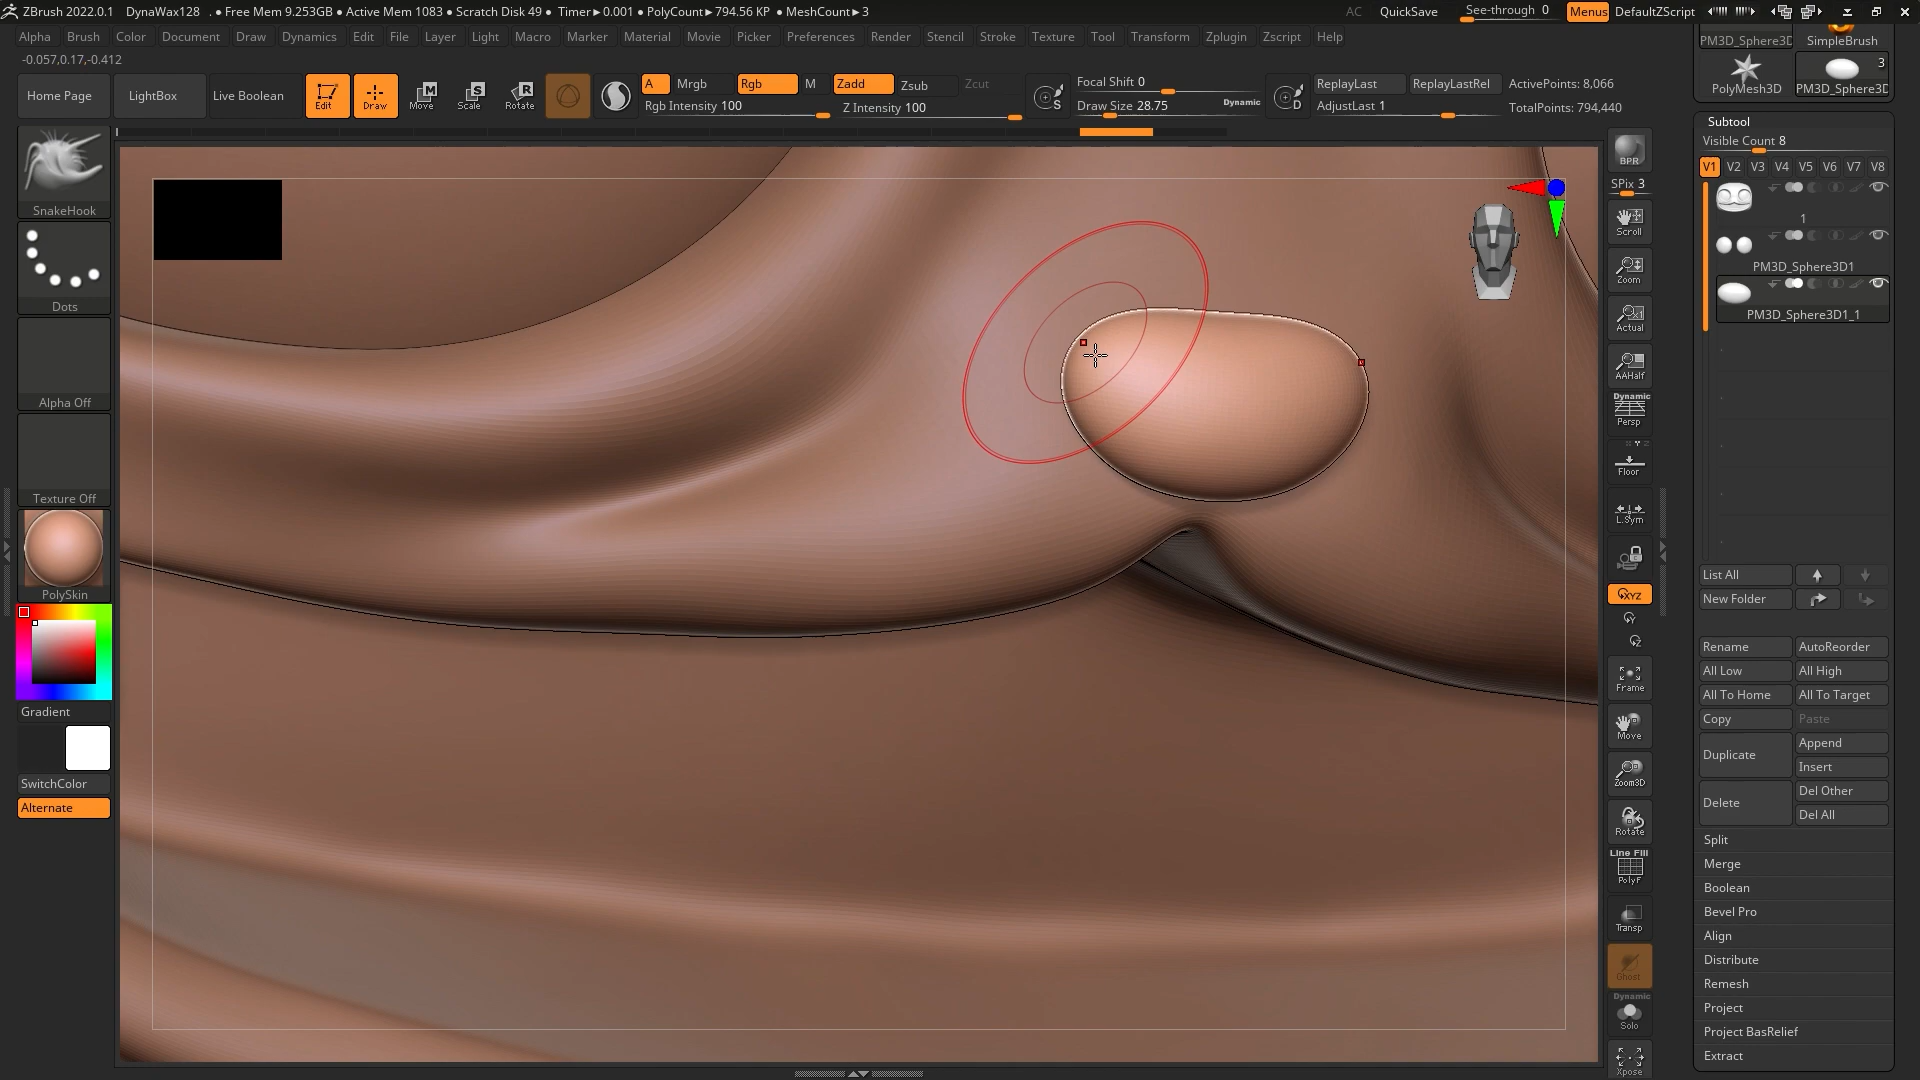 ZBrush 2022.0.1 DynaWax128 . • Free Mem 9.253GB • Active Mem 1083 • Scratch Disk 49 • Timer►0.001 • PolyCount►794.56 KP • MeshCount►3 AC QuickSave See-through 0 Menus DefaultZScript
Alpha Brush Color Document Draw Dynamics Edit File Layer Light Macro Marker Material Movie Picker Preferences Render Stencil Stroke Texture Tool Transform Zplugin Zscript Help
-0.057,0.17,-0.412
Home Page LightBox Live Boolean
Edit Draw Move Scale Rotate
A Mrgb Rgb M Zadd Zsub Zcut
Rgb Intensity 100 Z Intensity 100
Focal Shift 0
Draw Size 28.75 Dynamic
S D
ReplayLast ReplayLastRel ActivePoints: 8,066
AdjustLast 1 TotalPoints: 794,440
SnakeHook
Dots
Alpha Off
Texture Off
PolySkin
Gradient
SwitchColor
Alternate
BPR
SPix 3
Scroll
Zoom
Actual
AAHalf
Dynamic
Persp
Floor
L.Sym
XYZ
Y
Z
Frame
Move
Zoom3D
Rotate
Line Fill
PolyF
Transp
Ghost
Dynamic
Solo
Xpose
PM3D_Sphere3D SimpleBrush
3
PolyMesh3D PM3D_Sphere3D
Subtool
Visible Count 8
V1 V2 V3 V4 V5 V6 V7 V8
1
PM3D_Sphere3D1
PM3D_Sphere3D1_1
List All
New Folder
Rename AutoReorder
All Low All High
All To Home All To Target
Copy Paste
Duplicate Append
Insert
Delete Del Other
Del All
Split
Merge
Boolean
Bevel Pro
Align
Distribute
Remesh
Project
Project BasRelief
Extract